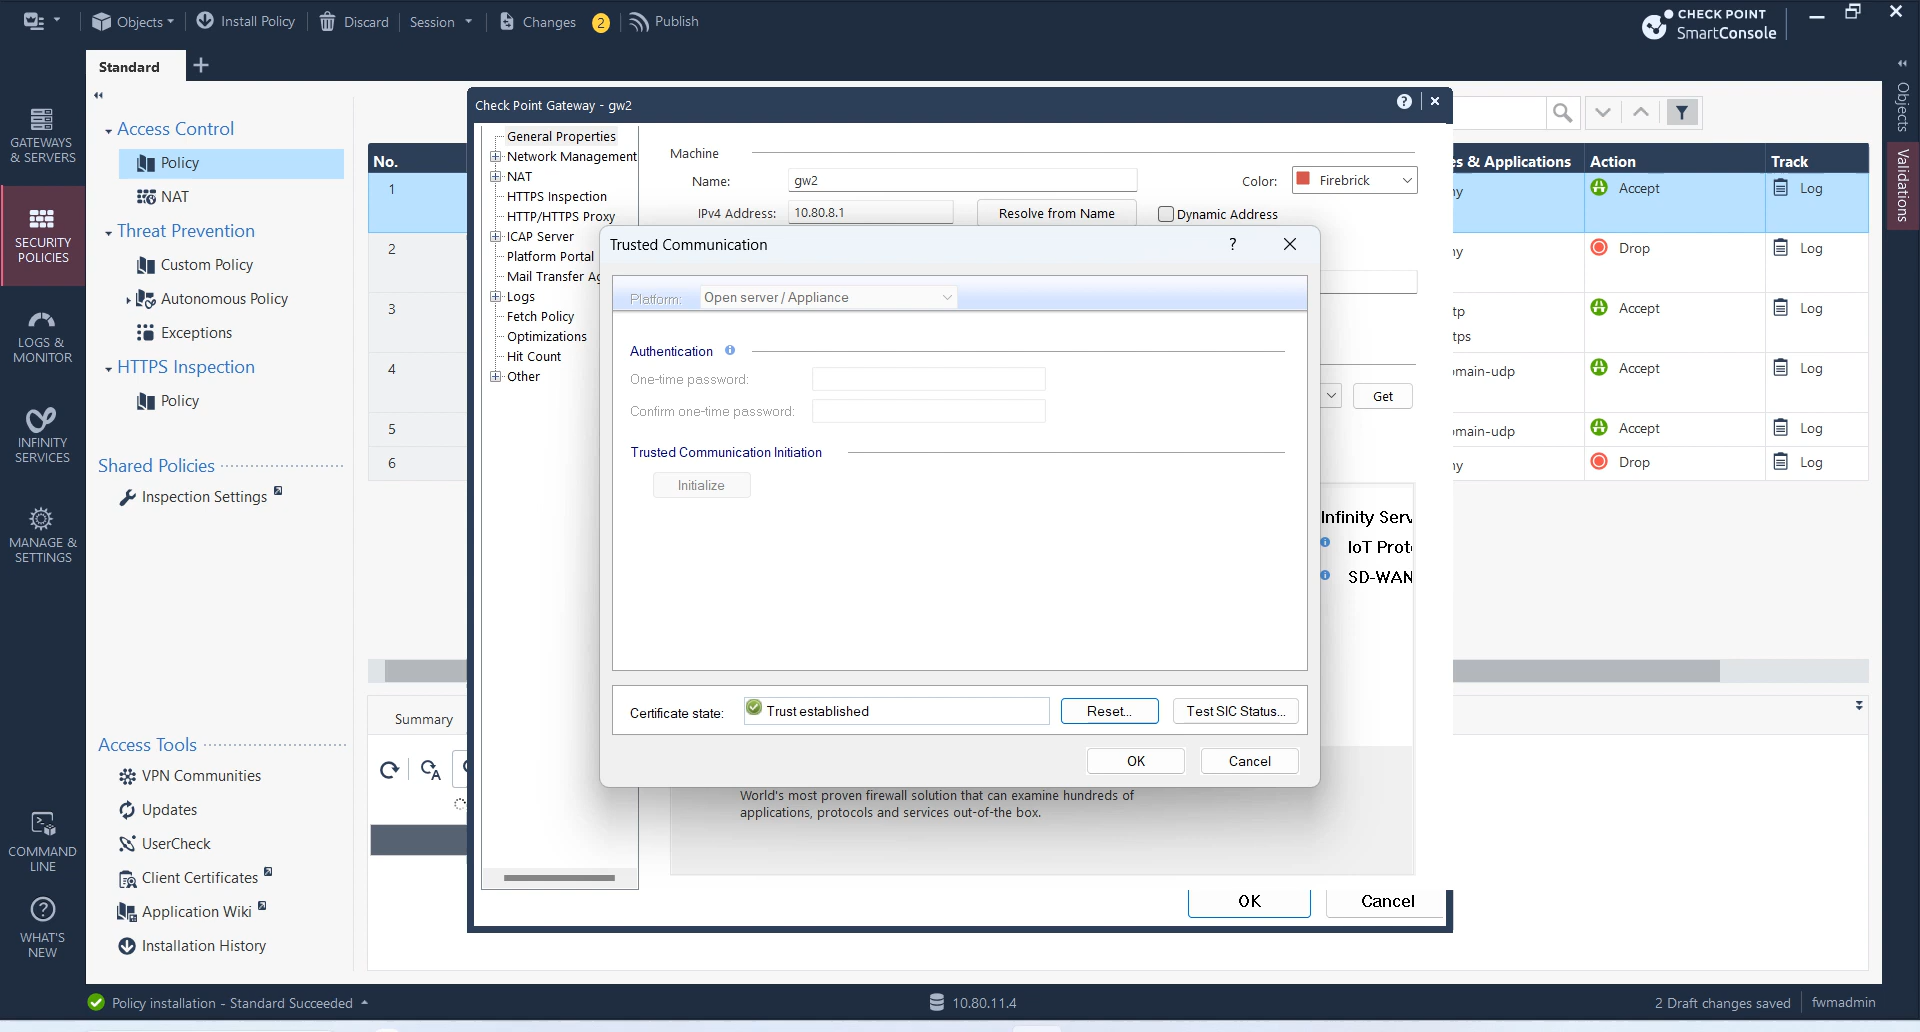 Objects
Install Policy
Discard
Session
Changes
2
Publish
CHECK POINT
SmartConsole
Standard
GATEWAYS
& SERVERS
SECURITY
POLICIES
LOGS &
MONITOR
INFINITY
SERVICES
MANAGE &
SETTINGS
COMMAND
LINE
WHAT'S
NEW
Access Control
Policy
NAT
Threat Prevention
Custom Policy
Autonomous Policy
Exceptions
HTTPS Inspection
Policy
Shared Policies
Inspection Settings
Access Tools
VPN Communities
Updates
UserCheck
Client Certificates
Application Wiki
Installation History
No.
1
2
3
4
5
6
Summary
Check Point Gateway - gw2
General Properties
Network Management
NAT
HTTPS Inspection
HTTP/HTTPS Proxy
ICAP Server
Platform Portal
Mail Transfer Ag
Logs
Fetch Policy
Optimizations
Hit Count
Other
Machine
Name:
gw2
Color:
Firebrick
IPv4 Address:
10.80.8.1
Resolve from Name
Dynamic Address
Get
Infinity Serv
IoT Prot
SD-WAN
World's most proven firewall solution that can examine hundreds of
applications, protocols and services out-of-the box.
OK
Cancel
Trusted Communication
?
Platform:
Open server / Appliance
Authentication
One-time password:
Confirm one-time password:
Trusted Communication Initiation
Initialize
Certificate state:
Trust established
Reset...
Test SIC Status...
OK
Cancel
s & Applications
Action
Track
ny
Accept
Log
ny
Drop
Log
tp
tps
Accept
Log
main-udp
Accept
Log
main-udp
Accept
Log
ny
Drop
Log
Objects
Validations
Policy installation - Standard Succeeded
10.80.11.4
2 Draft changes saved
fwmadmin